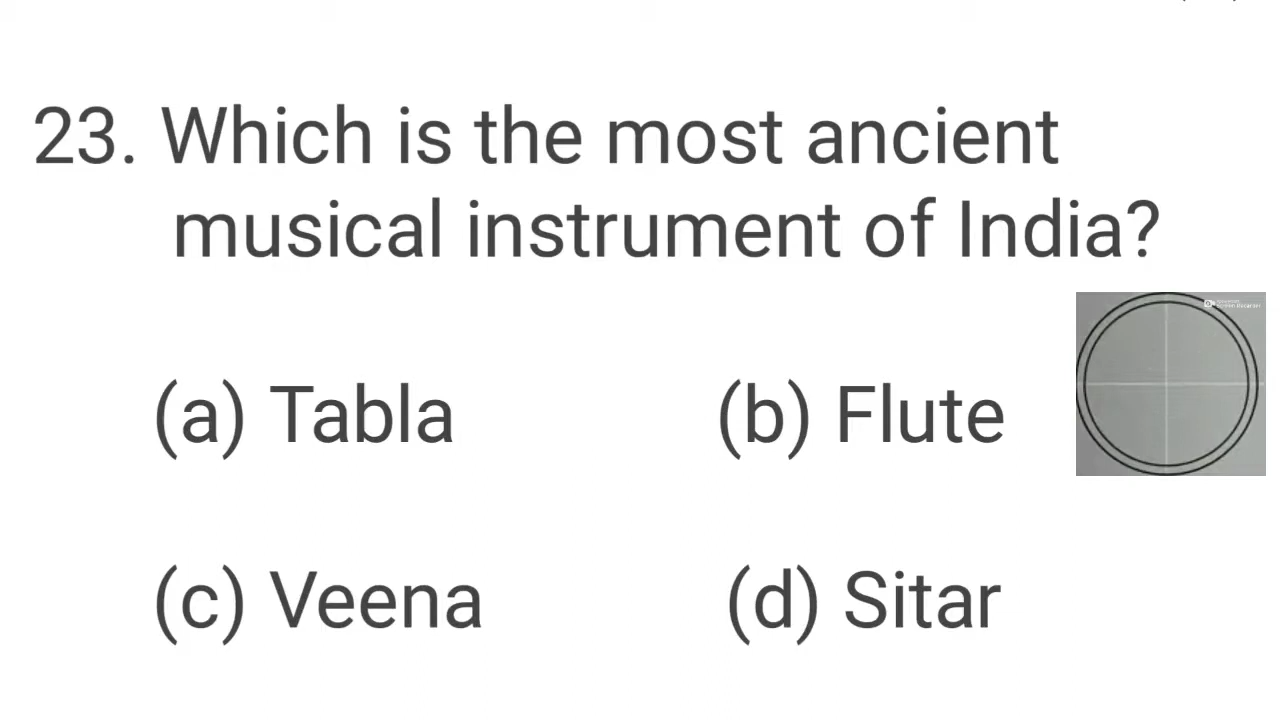 23. Which is the most ancient
musical instrument of India?
(a) Tabla (b) Flute
(c) Veena (d) Sitar